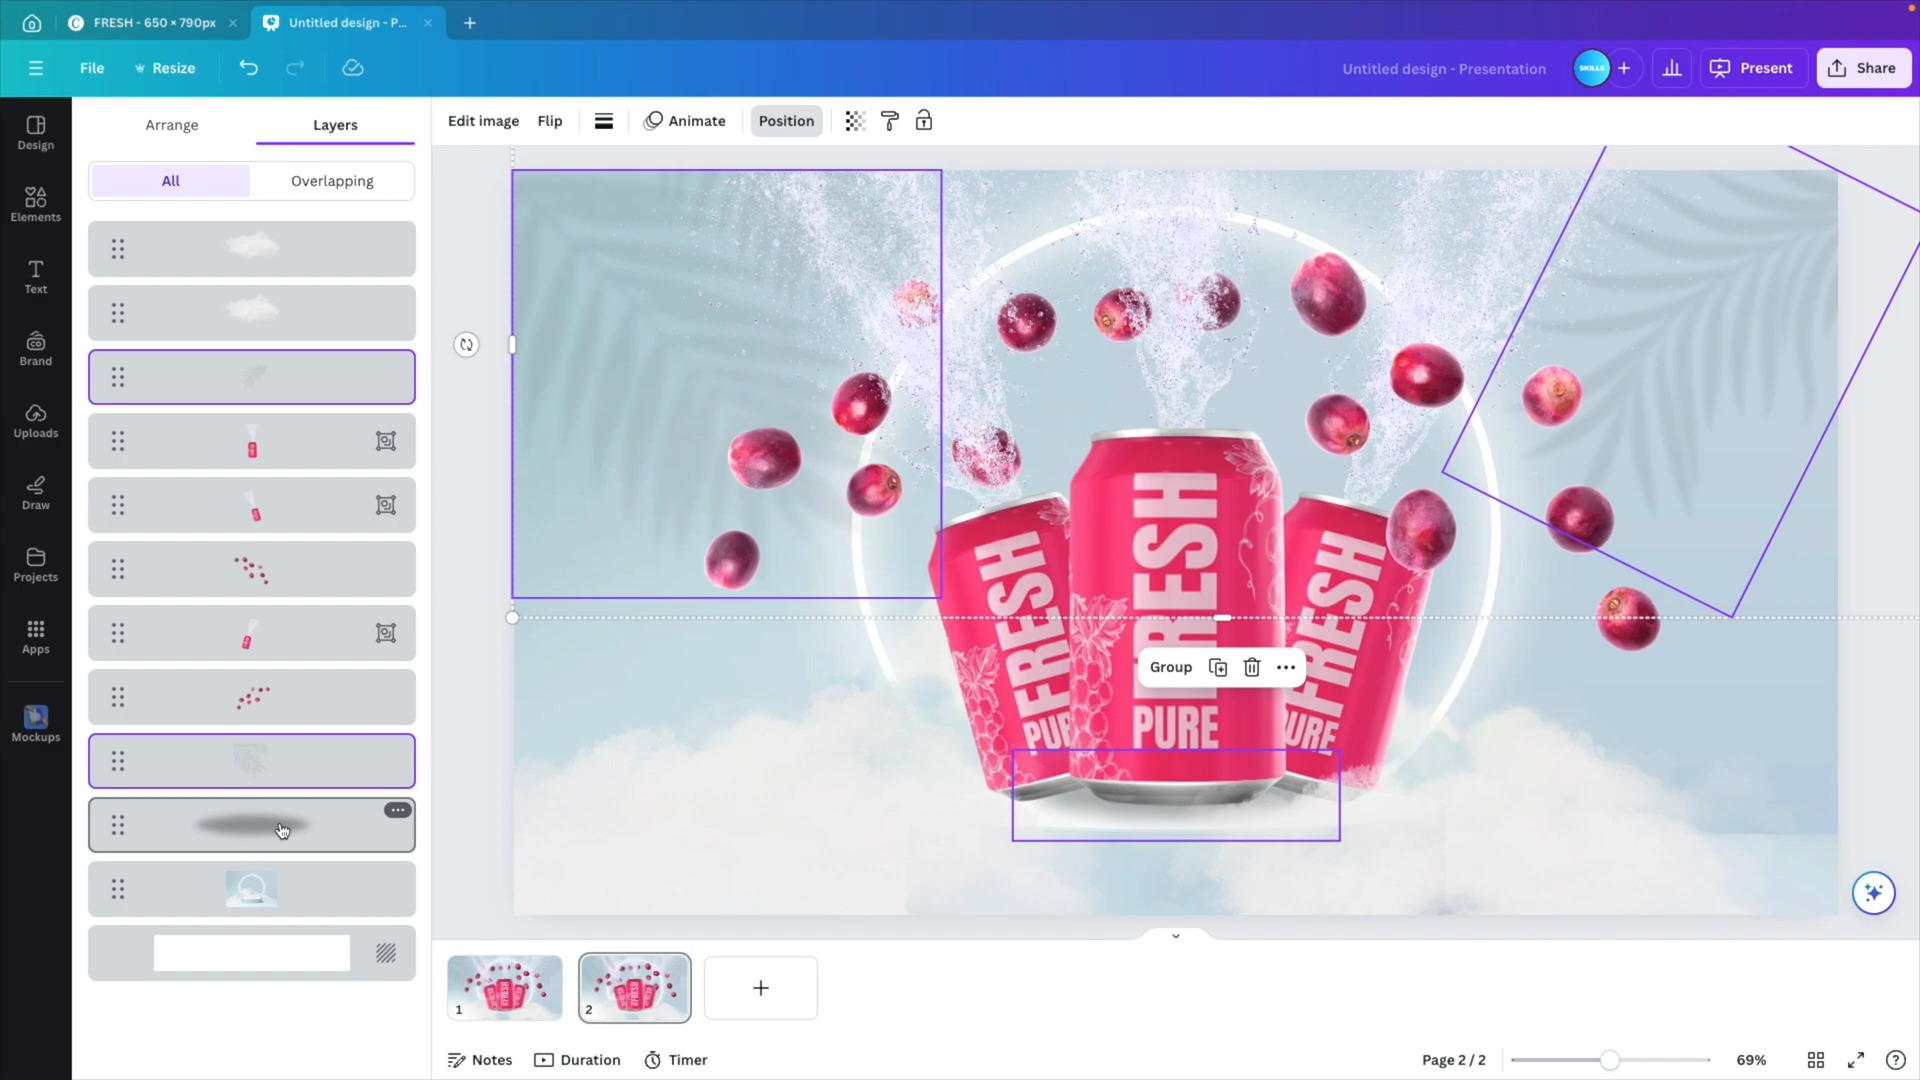 FRESH - 650 × 790px
Untitled design - P...
File
Resize
Untitled design - Presentation
SKILLS
Present
Share
Design
Elements
Text
Brand
Uploads
Draw
Projects
Apps
Mockups
Arrange
Layers
All
Overlapping
Edit image
Flip
Animate
Position
FRESH
PURE
FRESH
PURE
FRESH
PURE
Group
1
2
Notes
Duration
Timer
Page 2 / 2
69%